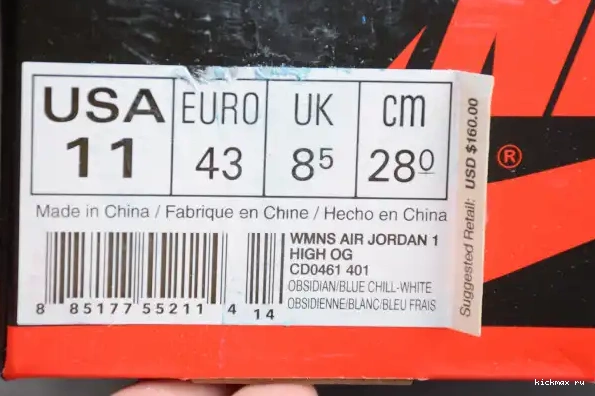 USA EURO UK cm
11 43 8⁵ 28⁰
Made in China / Fabrique en Chine / Hecho en China
WMNS AIR JORDAN 1
HIGH OG
CD0461 401
OBSIDIAN/BLUE CHILL-WHITE
OBSIDIENNE/BLANC/BLEU FRAIS
8 85177 55211 4 14
Suggested Retail: USD $160.00
®
kickmax ru